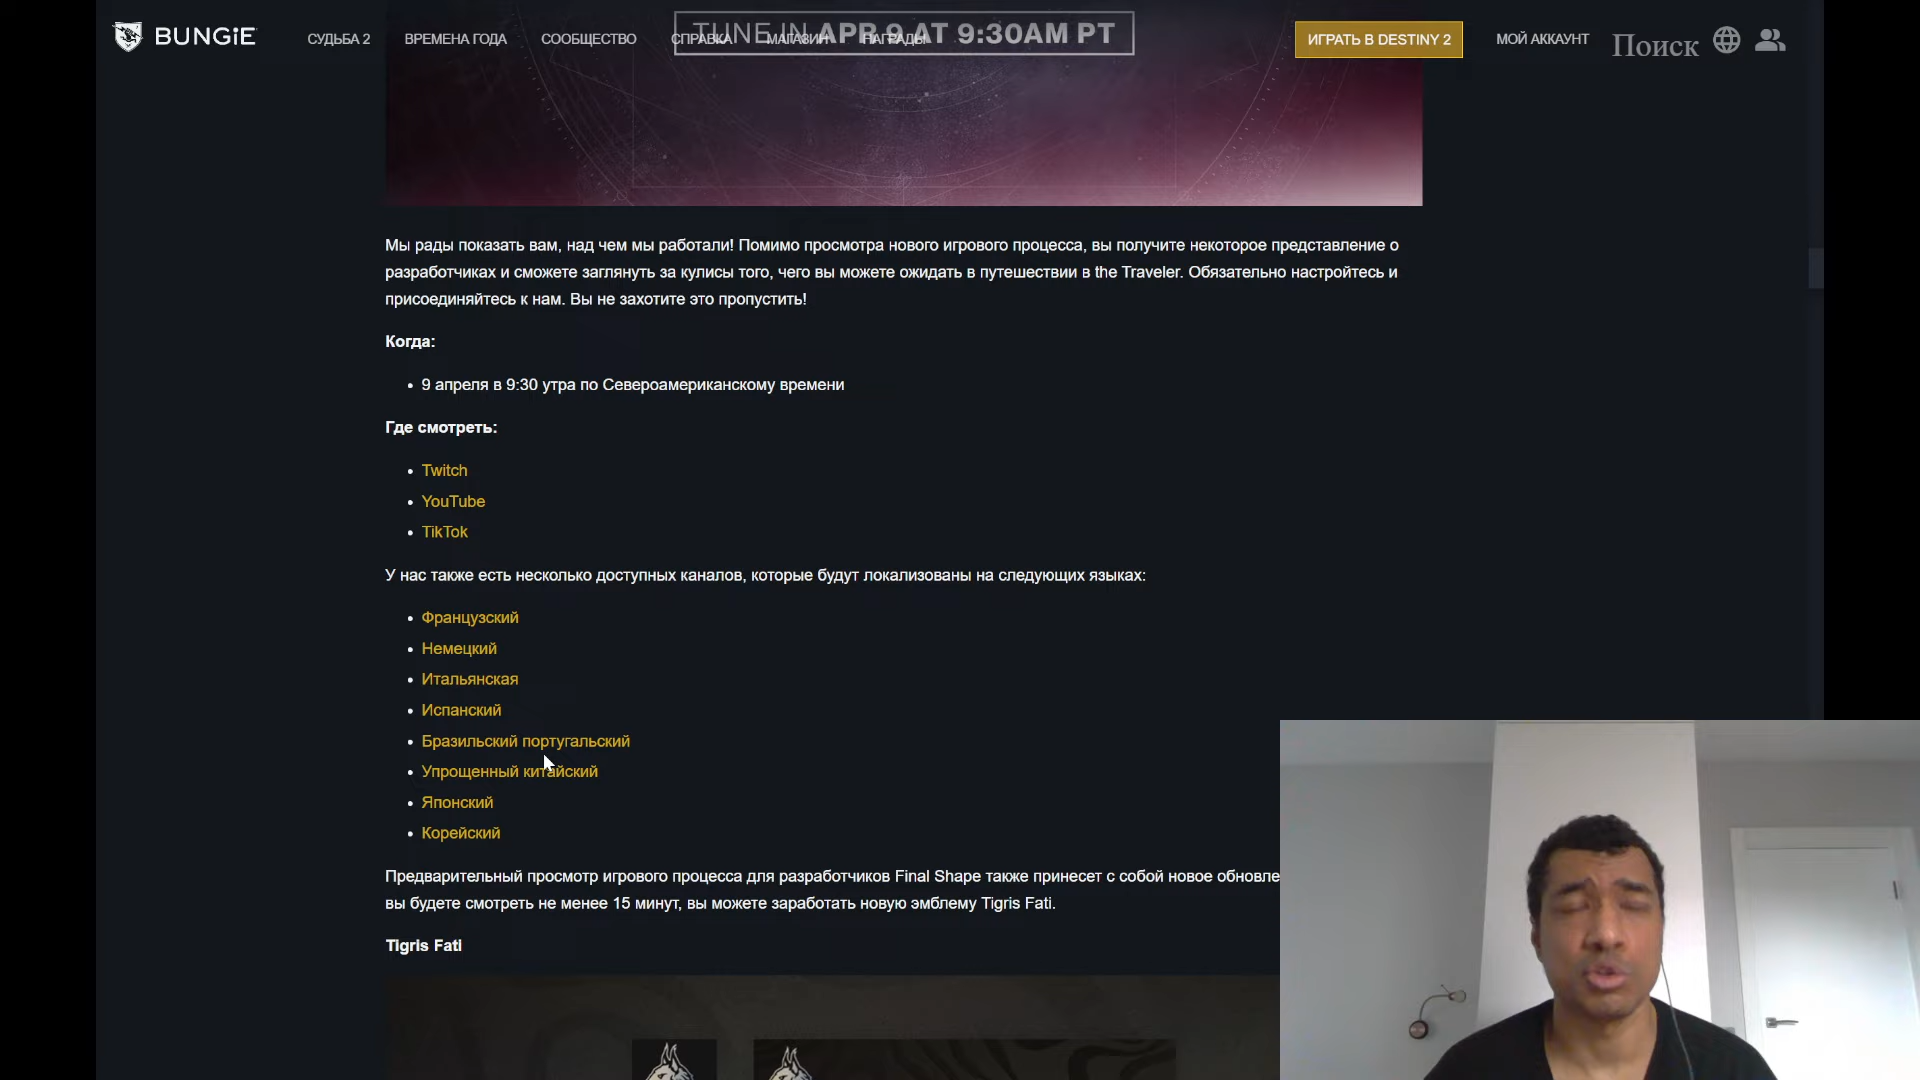 BUNGiE
СУДЬБА 2
ВРЕМЕНА ГОДА
СООБЩЕСТВО
СПРАВКА
МАГАЗИН
НАГРАДЫ
TUNE IN APR 9 AT 9:30AM PT
ИГРАТЬ В DESTINY 2
МОЙ АККАУНТ
Поиск
Мы рады показать вам, над чем мы работали! Помимо просмотра нового игрового процесса, вы получите некоторое представление о
разработчиках и сможете заглянуть за кулисы того, чего вы можете ожидать в путешествии в the Traveler. Обязательно настройтесь и
присоединяйтесь к нам. Вы не захотите это пропустить!
Когда:
9 апреля в 9:30 утра по Североамериканскому времени
Где смотреть:
Twitch
YouTube
TikTok
У нас также есть несколько доступных каналов, которые будут локализованы на следующих языках:
Французский
Немецкий
Итальянская
Испанский
Бразильский португальский
Упрощенный китайский
Японский
Корейский
Предварительный просмотр игрового процесса для разработчиков Final Shape также принесет с собой новое обновле
вы будете смотреть не менее 15 минут, вы можете заработать новую эмблему Tigris Fati.
Tigris Fati